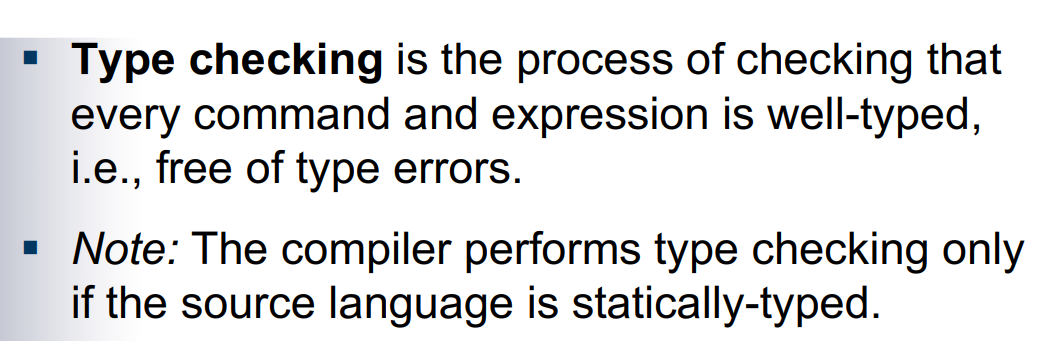 ▪ Type checking is the process of checking that
every command and expression is well-typed,
i.e., free of type errors.
▪ Note: The compiler performs type checking only
if the source language is statically-typed.